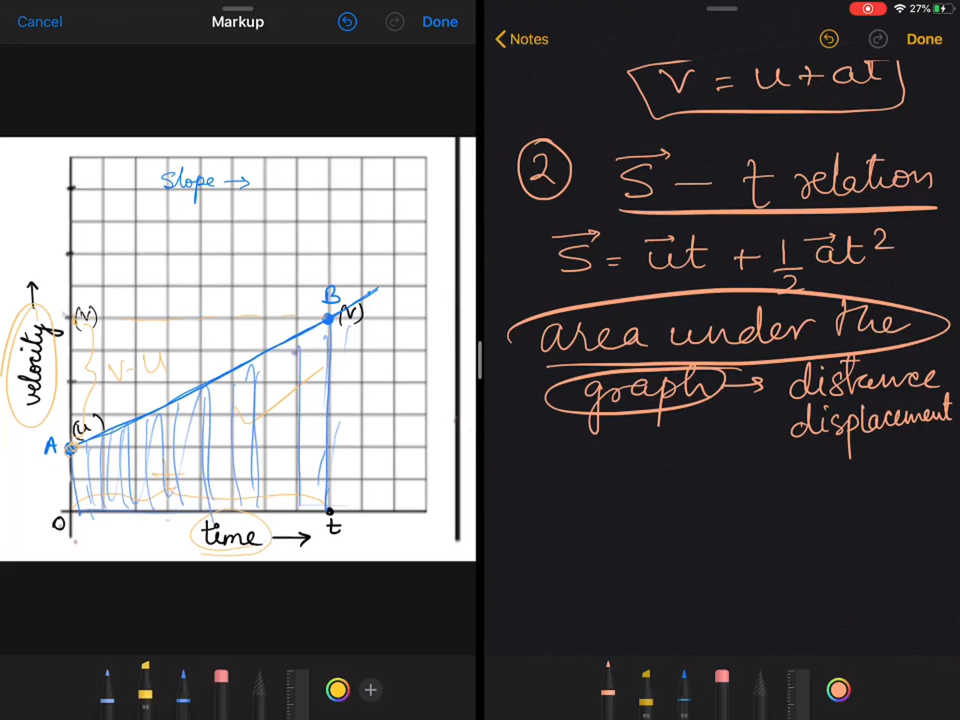 Cancel
Markup
Done
Slope →
velocity
(v)
v-u
(u)
A
B
(v)
O
time
t
27%
Notes
Done
v = u + at
2
S - t relation
S = ut + 1/2 at²
area under the
graph → distance
displacement